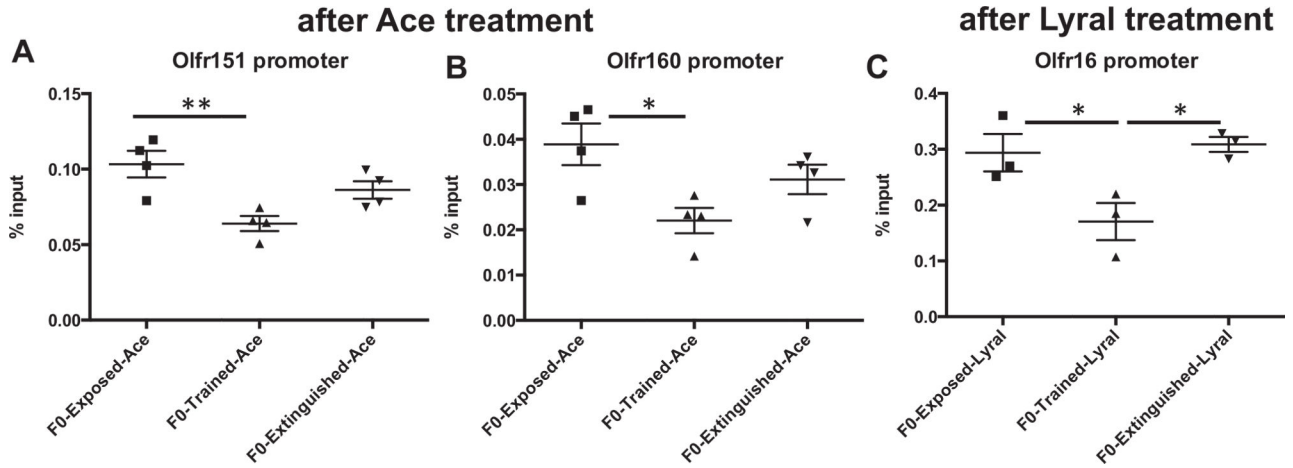 after Ace treatment
after Lyral treatment
A
Olfr151 promoter
% input
0.15
0.10
0.05
0.00
**
F0-Exposed-Ace
F0-Trained-Ace
F0-Extinguished-Ace
B
Olfr160 promoter
% input
0.05
0.04
0.03
0.02
0.01
0.00
*
F0-Exposed-Ace
F0-Trained-Ace
F0-Extinguished-Ace
C
Olfr16 promoter
% input
0.4
0.3
0.2
0.1
0.0
*
*
F0-Exposed-Lyral
F0-Trained-Lyral
F0-Extinguished-Lyral